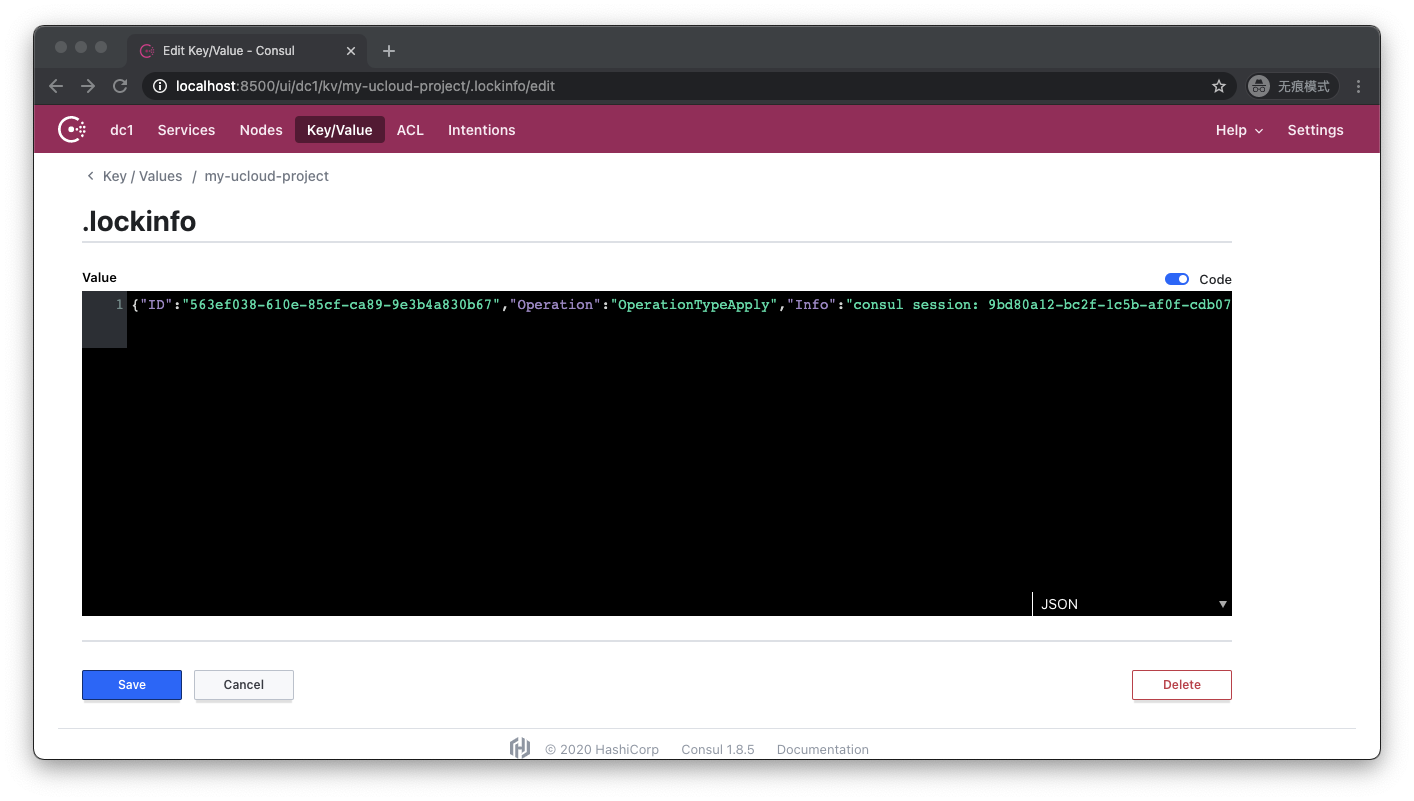 Edit Key/Value - Consul
localhost:8500/ui/dc1/kv/my-ucloud-project/.lockinfo/edit
无痕模式
dc1 Services Nodes Key/Value ACL Intentions Help Settings
Key / Values / my-ucloud-project
.lockinfo
Value
Code
1 {"ID":"563ef038-610e-85cf-ca89-9e3b4a830b67","Operation":"OperationTypeApply","Info":"consul session: 9bd80a12-bc2f-1c5b-af0f-cdb07
JSON
Save Cancel Delete
© 2020 HashiCorp Consul 1.8.5 Documentation